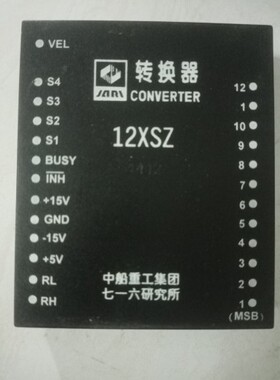 VEL
转换器
CONVERTER
12XSZ
S4
S3
S2
S1
BUSY
INH
+15V
GND
-15V
+5V
RL
RH
12
1
10
9
8
7
6
5
4
3
2
1
(MSB)
中船重工集团
七一六研究所